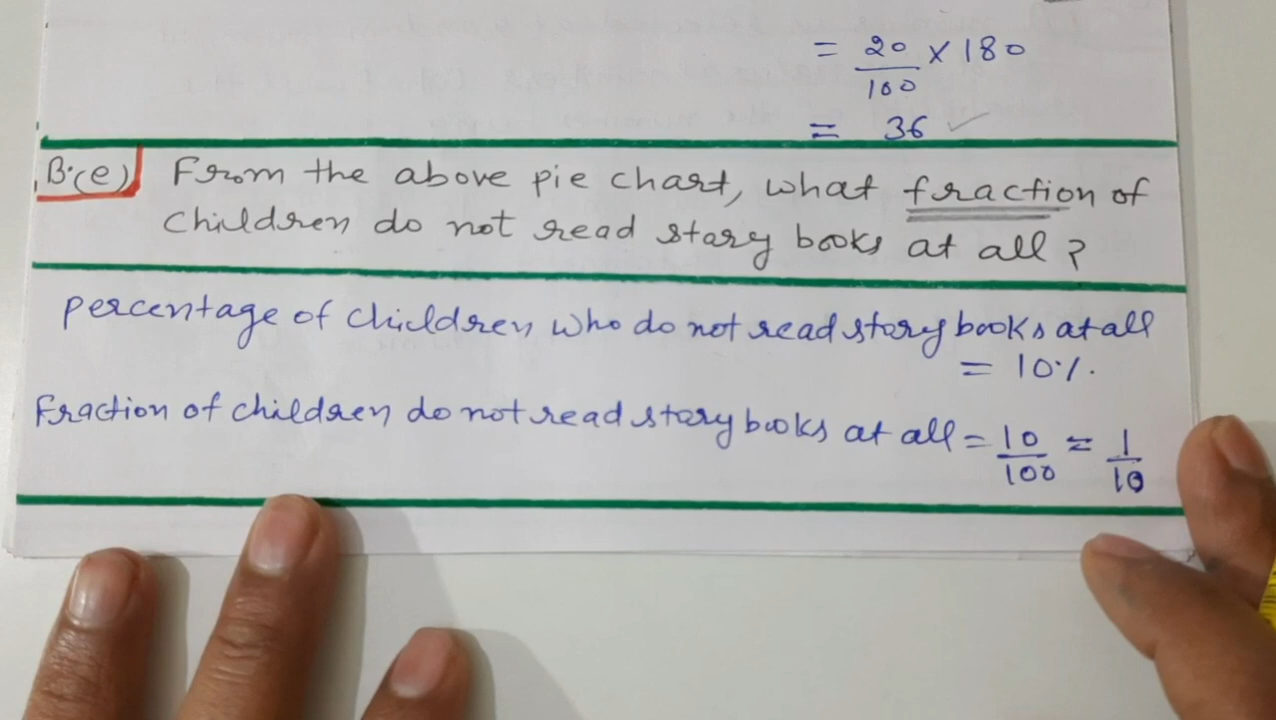 = 20/100 × 180
= 36 ✓
B.(e) From the above pie chart, what fraction of
children do not read story books at all ?
Percentage of children who do not read story books at all
= 10%.
Fraction of children do not read story books at all = 10/100 = 1/10